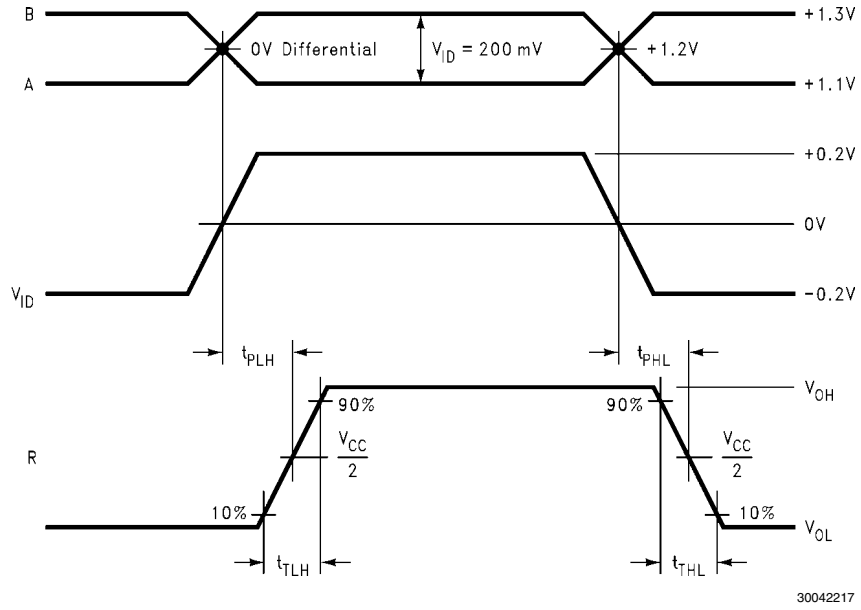 B
+1.3V
0V Differential
V_ID = 200 mV
+1.2V
A
+1.1V
+0.2V
0V
V_ID
-0.2V
t_PLH
t_PHL
V_OH
90%
90%
R
V_CC
2
V_CC
2
10%
10%
V_OL
t_TLH
t_THL
30042217